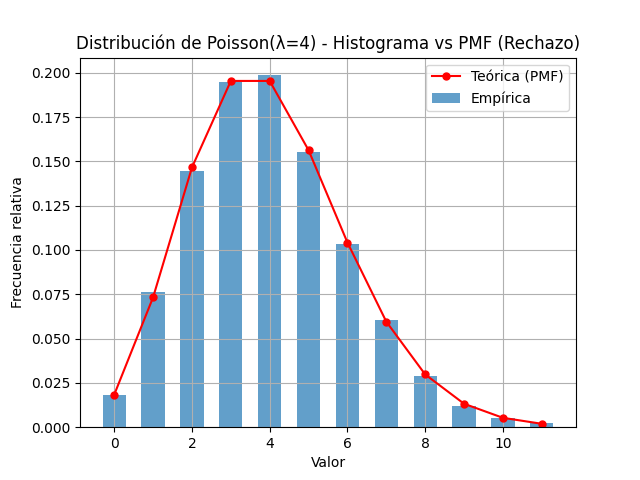 Distribución de Poisson(λ=4) - Histograma vs PMF (Rechazo)
Teórica (PMF)
Empírica
Frecuencia relativa
0.200
0.175
0.150
0.125
0.100
0.075
0.050
0.025
0.000
0 2 4 6 8 10
Valor